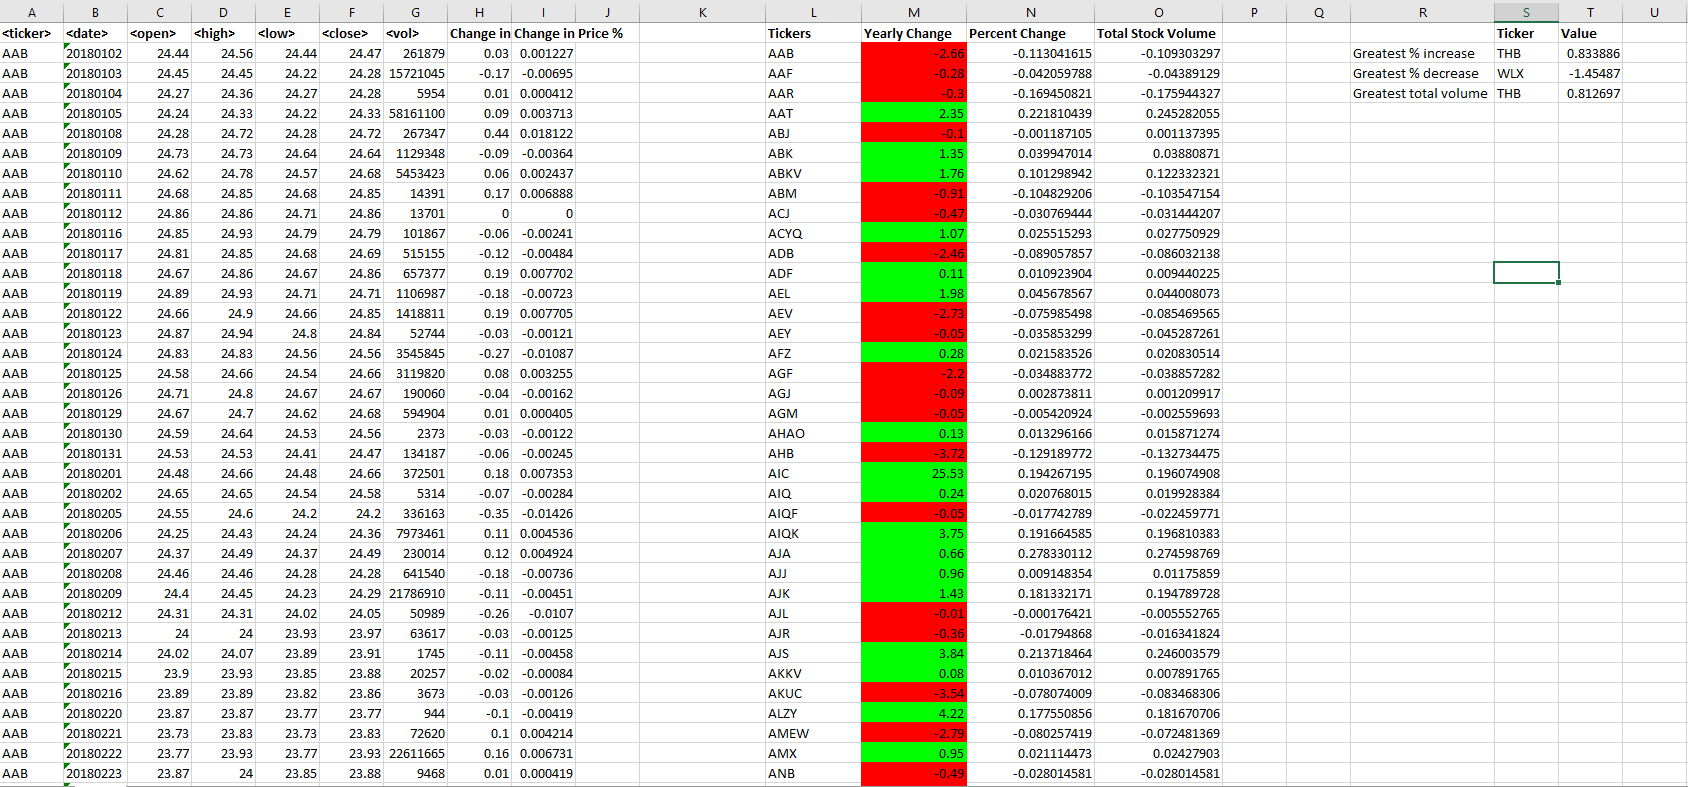 A B C D E F G H I J K L M N O P Q R S T U
<ticker> <date> <open> <high> <low> <close> <vol> Change in Change in Price % Tickers Yearly Change Percent Change Total Stock Volume Ticker Value
AAB 20180102 24.44 24.56 24.44 24.47 261879 0.03 0.001227 AAB -2.66 -0.113041615 -0.109303297 Greatest % increase THB 0.833886
AAB 20180103 24.45 24.45 24.22 24.28 15721045 -0.17 -0.00695 AAF -0.28 -0.042059788 -0.04389129 Greatest % decrease WLX -1.45487
AAB 20180104 24.27 24.36 24.27 24.28 5954 0.01 0.000412 AAR -0.3 -0.169450821 -0.175944327 Greatest total volume THB 0.812697
AAB 20180105 24.24 24.33 24.22 24.33 58161100 0.09 0.003713 AAT 2.35 0.221810439 0.245282055
AAB 20180108 24.28 24.72 24.28 24.72 267347 0.44 0.018122 ABJ -0.1 -0.001187105 0.001137395
AAB 20180109 24.73 24.73 24.64 24.64 1129348 -0.09 -0.00364 ABK 1.35 0.039947014 0.03880871
AAB 20180110 24.62 24.78 24.57 24.68 5453423 0.06 0.002437 ABKV 1.76 0.101298942 0.122332321
AAB 20180111 24.68 24.85 24.68 24.85 14391 0.17 0.006888 ABM -0.91 -0.104829206 -0.103547154
AAB 20180112 24.86 24.86 24.71 24.86 13701 0 0 ACJ -0.47 -0.030769444 -0.031444207
AAB 20180116 24.85 24.93 24.79 24.79 101867 -0.06 -0.00241 ACYQ 1.07 0.025515293 0.027750929
AAB 20180117 24.81 24.85 24.68 24.69 515155 -0.12 -0.00484 ADB -2.46 -0.089057857 -0.086032138
AAB 20180118 24.67 24.86 24.67 24.86 657377 0.19 0.007702 ADF 0.11 0.010923904 0.009440225
AAB 20180119 24.89 24.93 24.71 24.71 1106987 -0.18 -0.00723 AEL 1.98 0.045678567 0.044008073
AAB 20180122 24.66 24.9 24.66 24.85 1418811 0.19 0.007705 AEV -2.73 -0.075985498 -0.085469565
AAB 20180123 24.87 24.94 24.8 24.84 52744 -0.03 -0.00121 AEY -0.05 -0.035853299 -0.045287261
AAB 20180124 24.83 24.83 24.56 24.56 3545845 -0.27 -0.01087 AFZ 0.28 0.021583526 0.020830514
AAB 20180125 24.58 24.66 24.54 24.66 3119820 0.08 0.003255 AGF -2.2 -0.034883772 -0.038857282
AAB 20180126 24.71 24.8 24.67 24.67 190060 -0.04 -0.00162 AGJ -0.09 0.002873811 0.001209917
AAB 20180129 24.67 24.7 24.62 24.68 594904 0.01 0.000405 AGM -0.05 -0.005420924 -0.002559693
AAB 20180130 24.59 24.64 24.53 24.56 2373 -0.03 -0.00122 AHAO 0.13 0.013296166 0.015871274
AAB 20180131 24.53 24.53 24.41 24.47 134187 -0.06 -0.00245 AHB -3.72 -0.129189772 -0.132734475
AAB 20180201 24.48 24.66 24.48 24.66 372501 0.18 0.007353 AIC 25.53 0.194267195 0.196074908
AAB 20180202 24.65 24.65 24.54 24.58 5314 -0.07 -0.00284 AIQ 0.24 0.020768015 0.019928384
AAB 20180205 24.55 24.6 24.2 24.2 336163 -0.35 -0.01426 AIQF -0.05 -0.017742789 -0.022459771
AAB 20180206 24.25 24.43 24.24 24.36 7973461 0.11 0.004536 AIQK 3.75 0.191664585 0.196810383
AAB 20180207 24.37 24.49 24.37 24.49 230014 0.12 0.004924 AJA 0.66 0.278330112 0.274598769
AAB 20180208 24.46 24.46 24.28 24.28 641540 -0.18 -0.00736 AJJ 0.96 0.009148354 0.01175859
AAB 20180209 24.4 24.45 24.23 24.29 21786910 -0.11 -0.00451 AJK 1.43 0.181332171 0.194789728
AAB 20180212 24.31 24.31 24.02 24.05 50989 -0.26 -0.0107 AJL -0.01 -0.000176421 -0.005552765
AAB 20180213 24 24 23.93 23.97 63617 -0.03 -0.00125 AJR -0.36 -0.01794868 -0.016341824
AAB 20180214 24.02 24.07 23.89 23.91 1745 -0.11 -0.00458 AJS 3.84 0.213718464 0.246003579
AAB 20180215 23.9 23.93 23.85 23.88 20257 -0.02 -0.00084 AKKV 0.08 0.010367012 0.007891765
AAB 20180216 23.89 23.89 23.82 23.86 3673 -0.03 -0.00126 AKUC -3.54 -0.078074009 -0.083468306
AAB 20180220 23.87 23.87 23.77 23.77 944 -0.1 -0.00419 ALZY 4.22 0.177550856 0.181670706
AAB 20180221 23.73 23.83 23.73 23.83 72620 0.1 0.004214 AMEW -2.79 -0.080257419 -0.072481369
AAB 20180222 23.77 23.93 23.77 23.93 22611665 0.16 0.006731 AMX 0.95 0.021114473 0.02427903
AAB 20180223 23.87 24 23.85 23.88 9468 0.01 0.000419 ANB -0.49 -0.028014581 -0.028014581